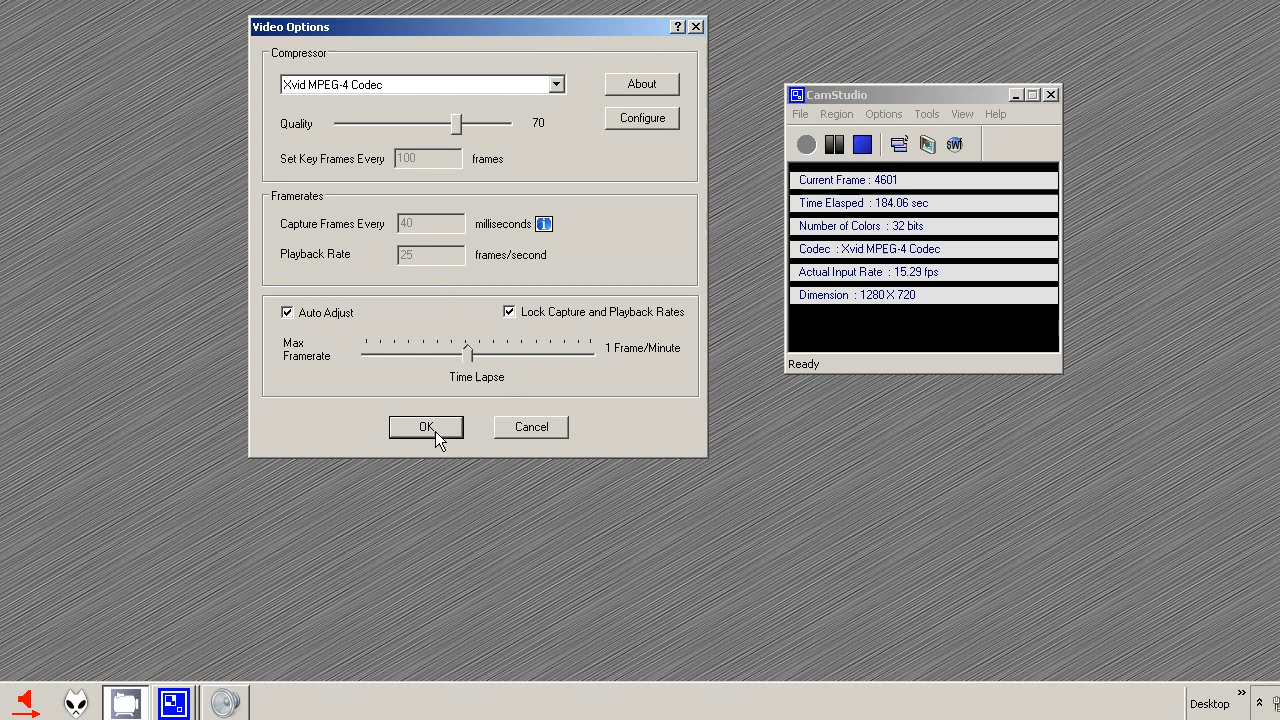 Video Options
Compressor
Xvid MPEG-4 Codec
About
Quality
70
Configure
Set Key Frames Every 100 frames
Framerates
Capture Frames Every 40 milliseconds
Playback Rate 25 frames/second
Auto Adjust
Lock Capture and Playback Rates
Max
Framerate
1 Frame/Minute
Time Lapse
OK
Cancel
CamStudio
File Region Options Tools View Help
SWF
Current Frame : 4601
Time Elasped : 184.06 sec
Number of Colors : 32 bits
Codec : Xvid MPEG-4 Codec
Actual Input Rate : 15.29 fps
Dimension : 1280 X 720
Ready
Desktop